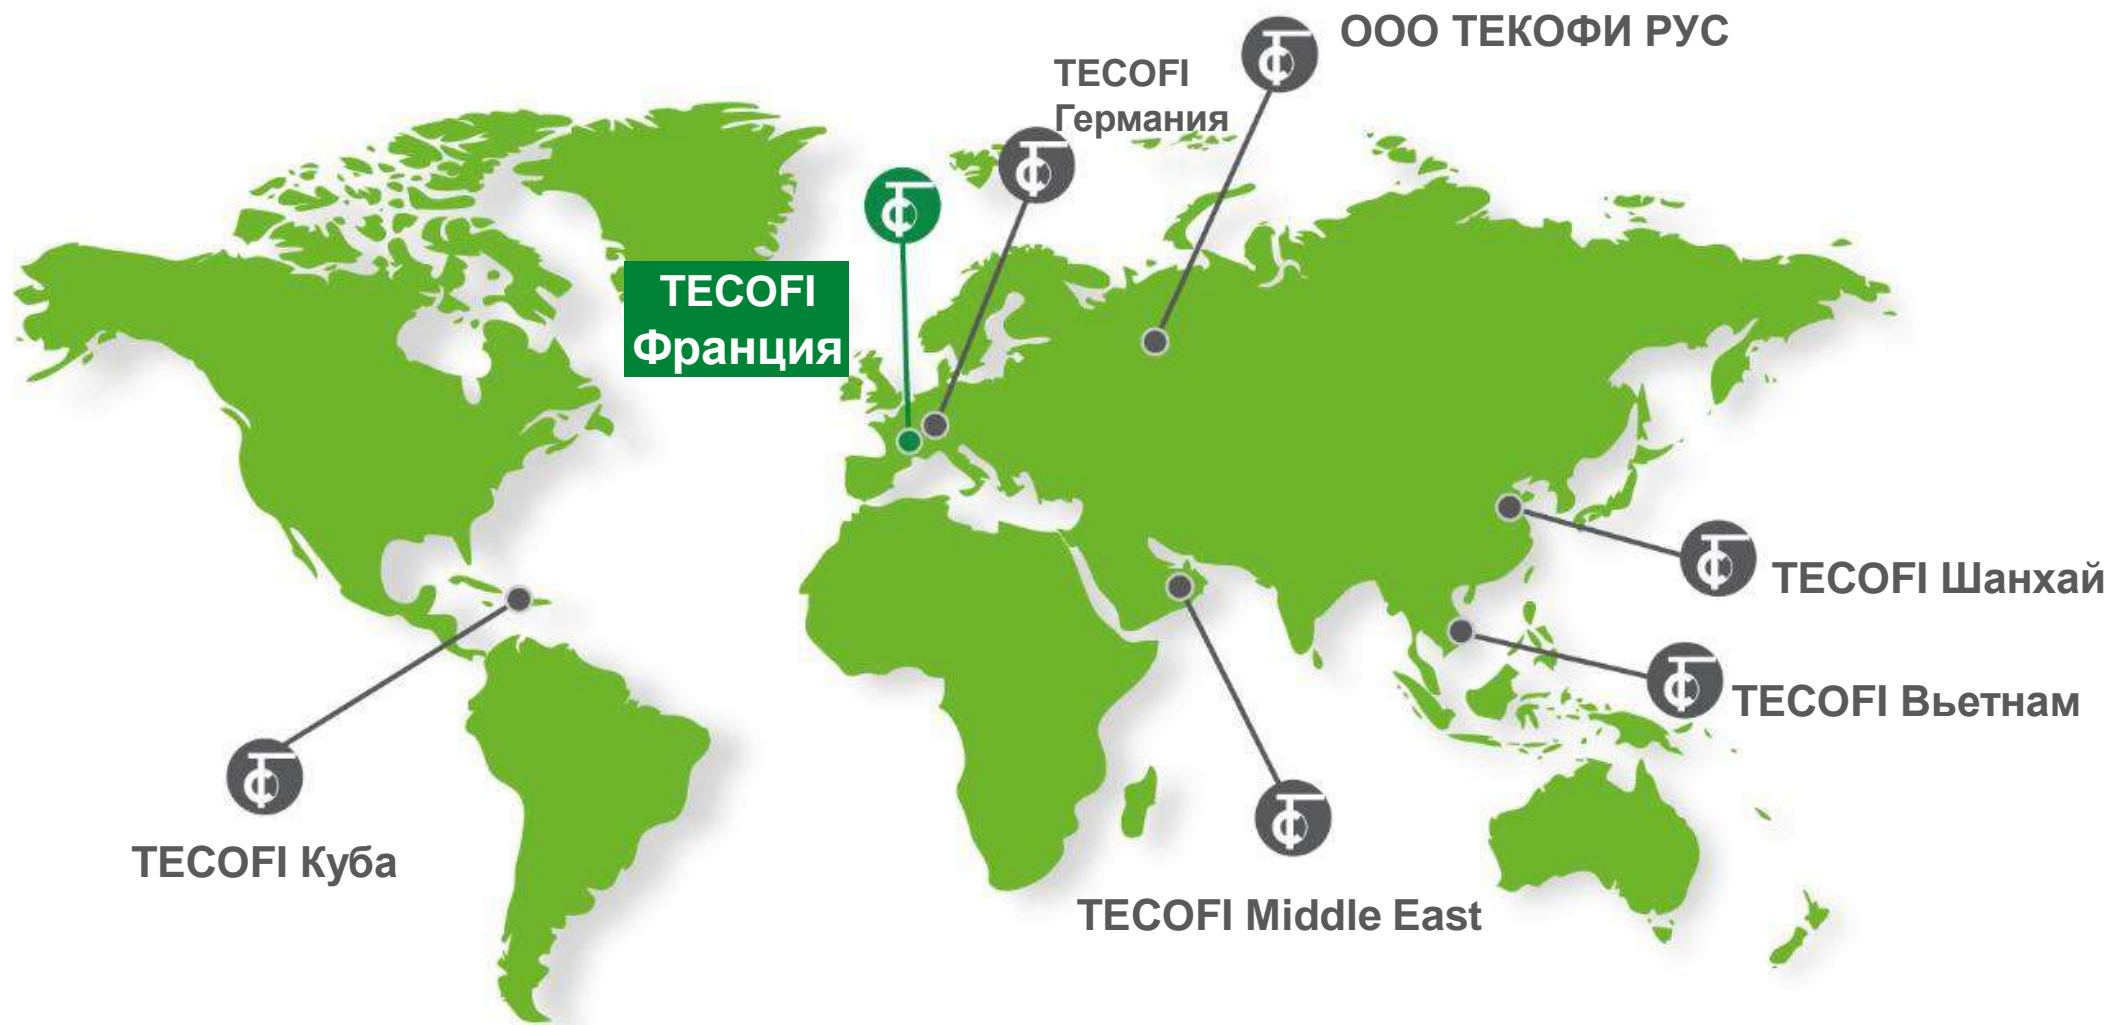 ООО ТЕКОФИ РУС
TECOFI
Германия
TECOFI
Франция
TECOFI Шанхай
TECOFI Вьетнам
TECOFI Куба
TECOFI Middle East